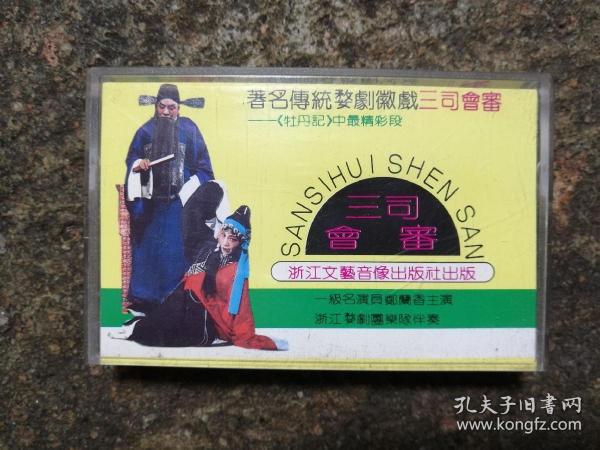 著名傳統婺劇徽戲三司會審
——《牡丹記》中最精彩段
SANSIHUI SHEN SAN
三司
會審
浙江文藝音像出版社出版
一級名演員鄭蘭香主演
浙江婺劇團樂隊伴奏
孔夫子旧书网
www.kongfz.com